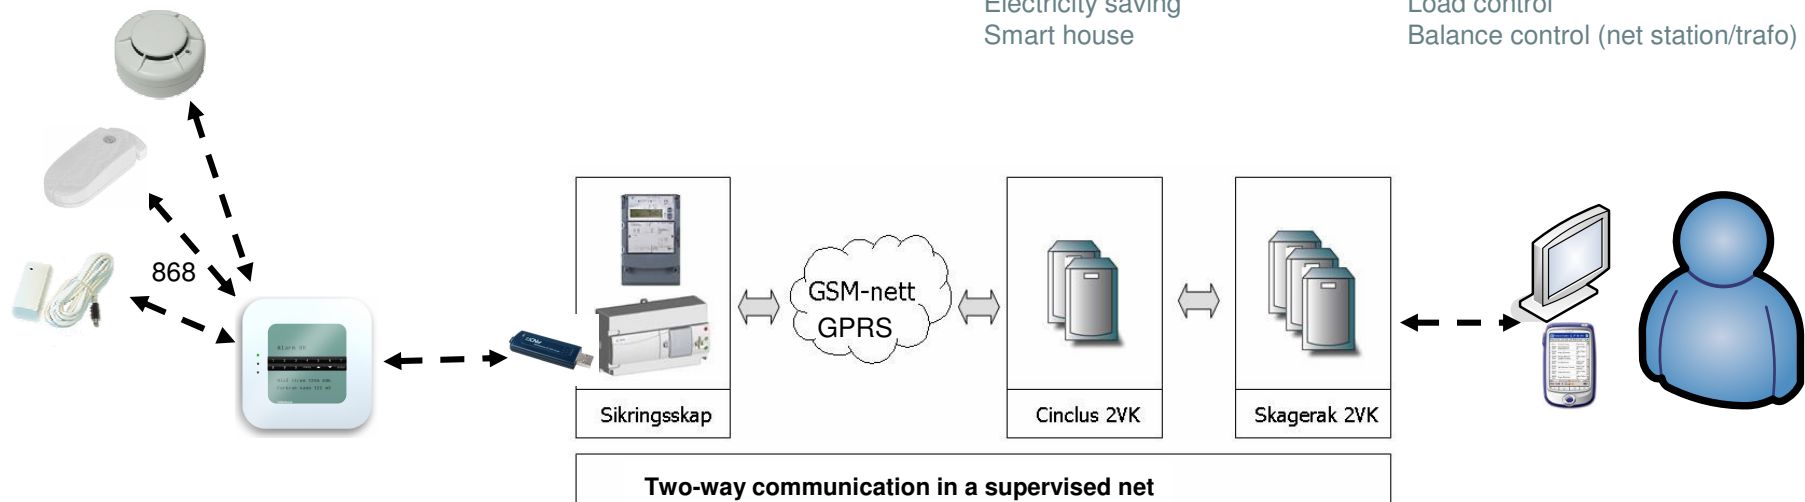 Electricity saving
Smart house
Load control
Balance control (net station/trafo)
868
GSM-nett
GPRS
Sikringsskap
Cinclus 2VK
Skagerak 2VK
Two-way communication in a supervised net